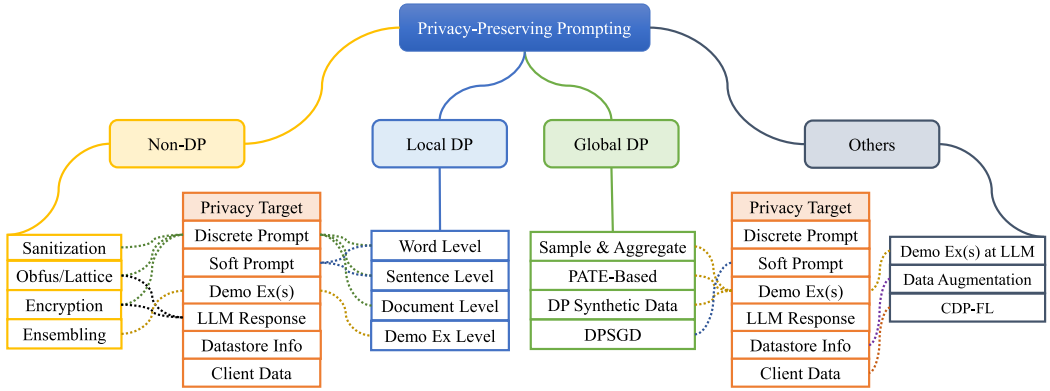 Privacy-Preserving Prompting
Non-DP
Local DP
Global DP
Others
Sanitization
Obfus/Lattice
Encryption
Ensembling
Privacy Target
Discrete Prompt
Soft Prompt
Demo Ex(s)
LLM Response
Datastore Info
Client Data
Word Level
Sentence Level
Document Level
Demo Ex Level
Sample & Aggregate
PATE-Based
DP Synthetic Data
DPSGD
Privacy Target
Discrete Prompt
Soft Prompt
Demo Ex(s)
LLM Response
Datastore Info
Client Data
Demo Ex(s) at LLM
Data Augmentation
CDP-FL